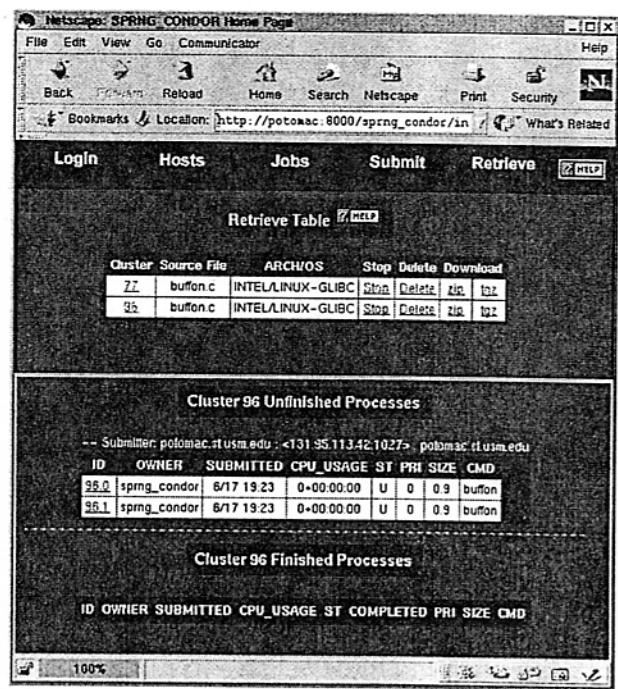 Netscape: SPRNG_CONDOR Home Page
File Edit View Go Communicator Help
Back Forward Reload Home Search Netscape Print Security
Bookmarks Location: http://potomac:8000/sprng_condor/in What's Related
Login Hosts Jobs Submit Retrieve HELP
Retrieve Table HELP
Cluster Source File ARCH/OS Stop Delete Download
77 buffon.c INTEL/LINUX-GLIBC Stop Delete zip tgz
96 buffon.c INTEL/LINUX-GLIBC Stop Delete zip tgz
Cluster 96 Unfinished Processes
-- Submitter: potomac.st.usm.edu : <131.95.113.42:1027> : potomac.st.usm.edu
ID OWNER SUBMITTED CPU_USAGE ST PRI SIZE CMD
96.0 sprng_condor 6/17 19:23 0+00:00:00 U 0 0.9 buffon
96.1 sprng_condor 6/17 19:23 0+00:00:00 U 0 0.9 buffon
Cluster 96 Finished Processes
ID OWNER SUBMITTED CPU_USAGE ST COMPLETED PRI SIZE CMD
100%